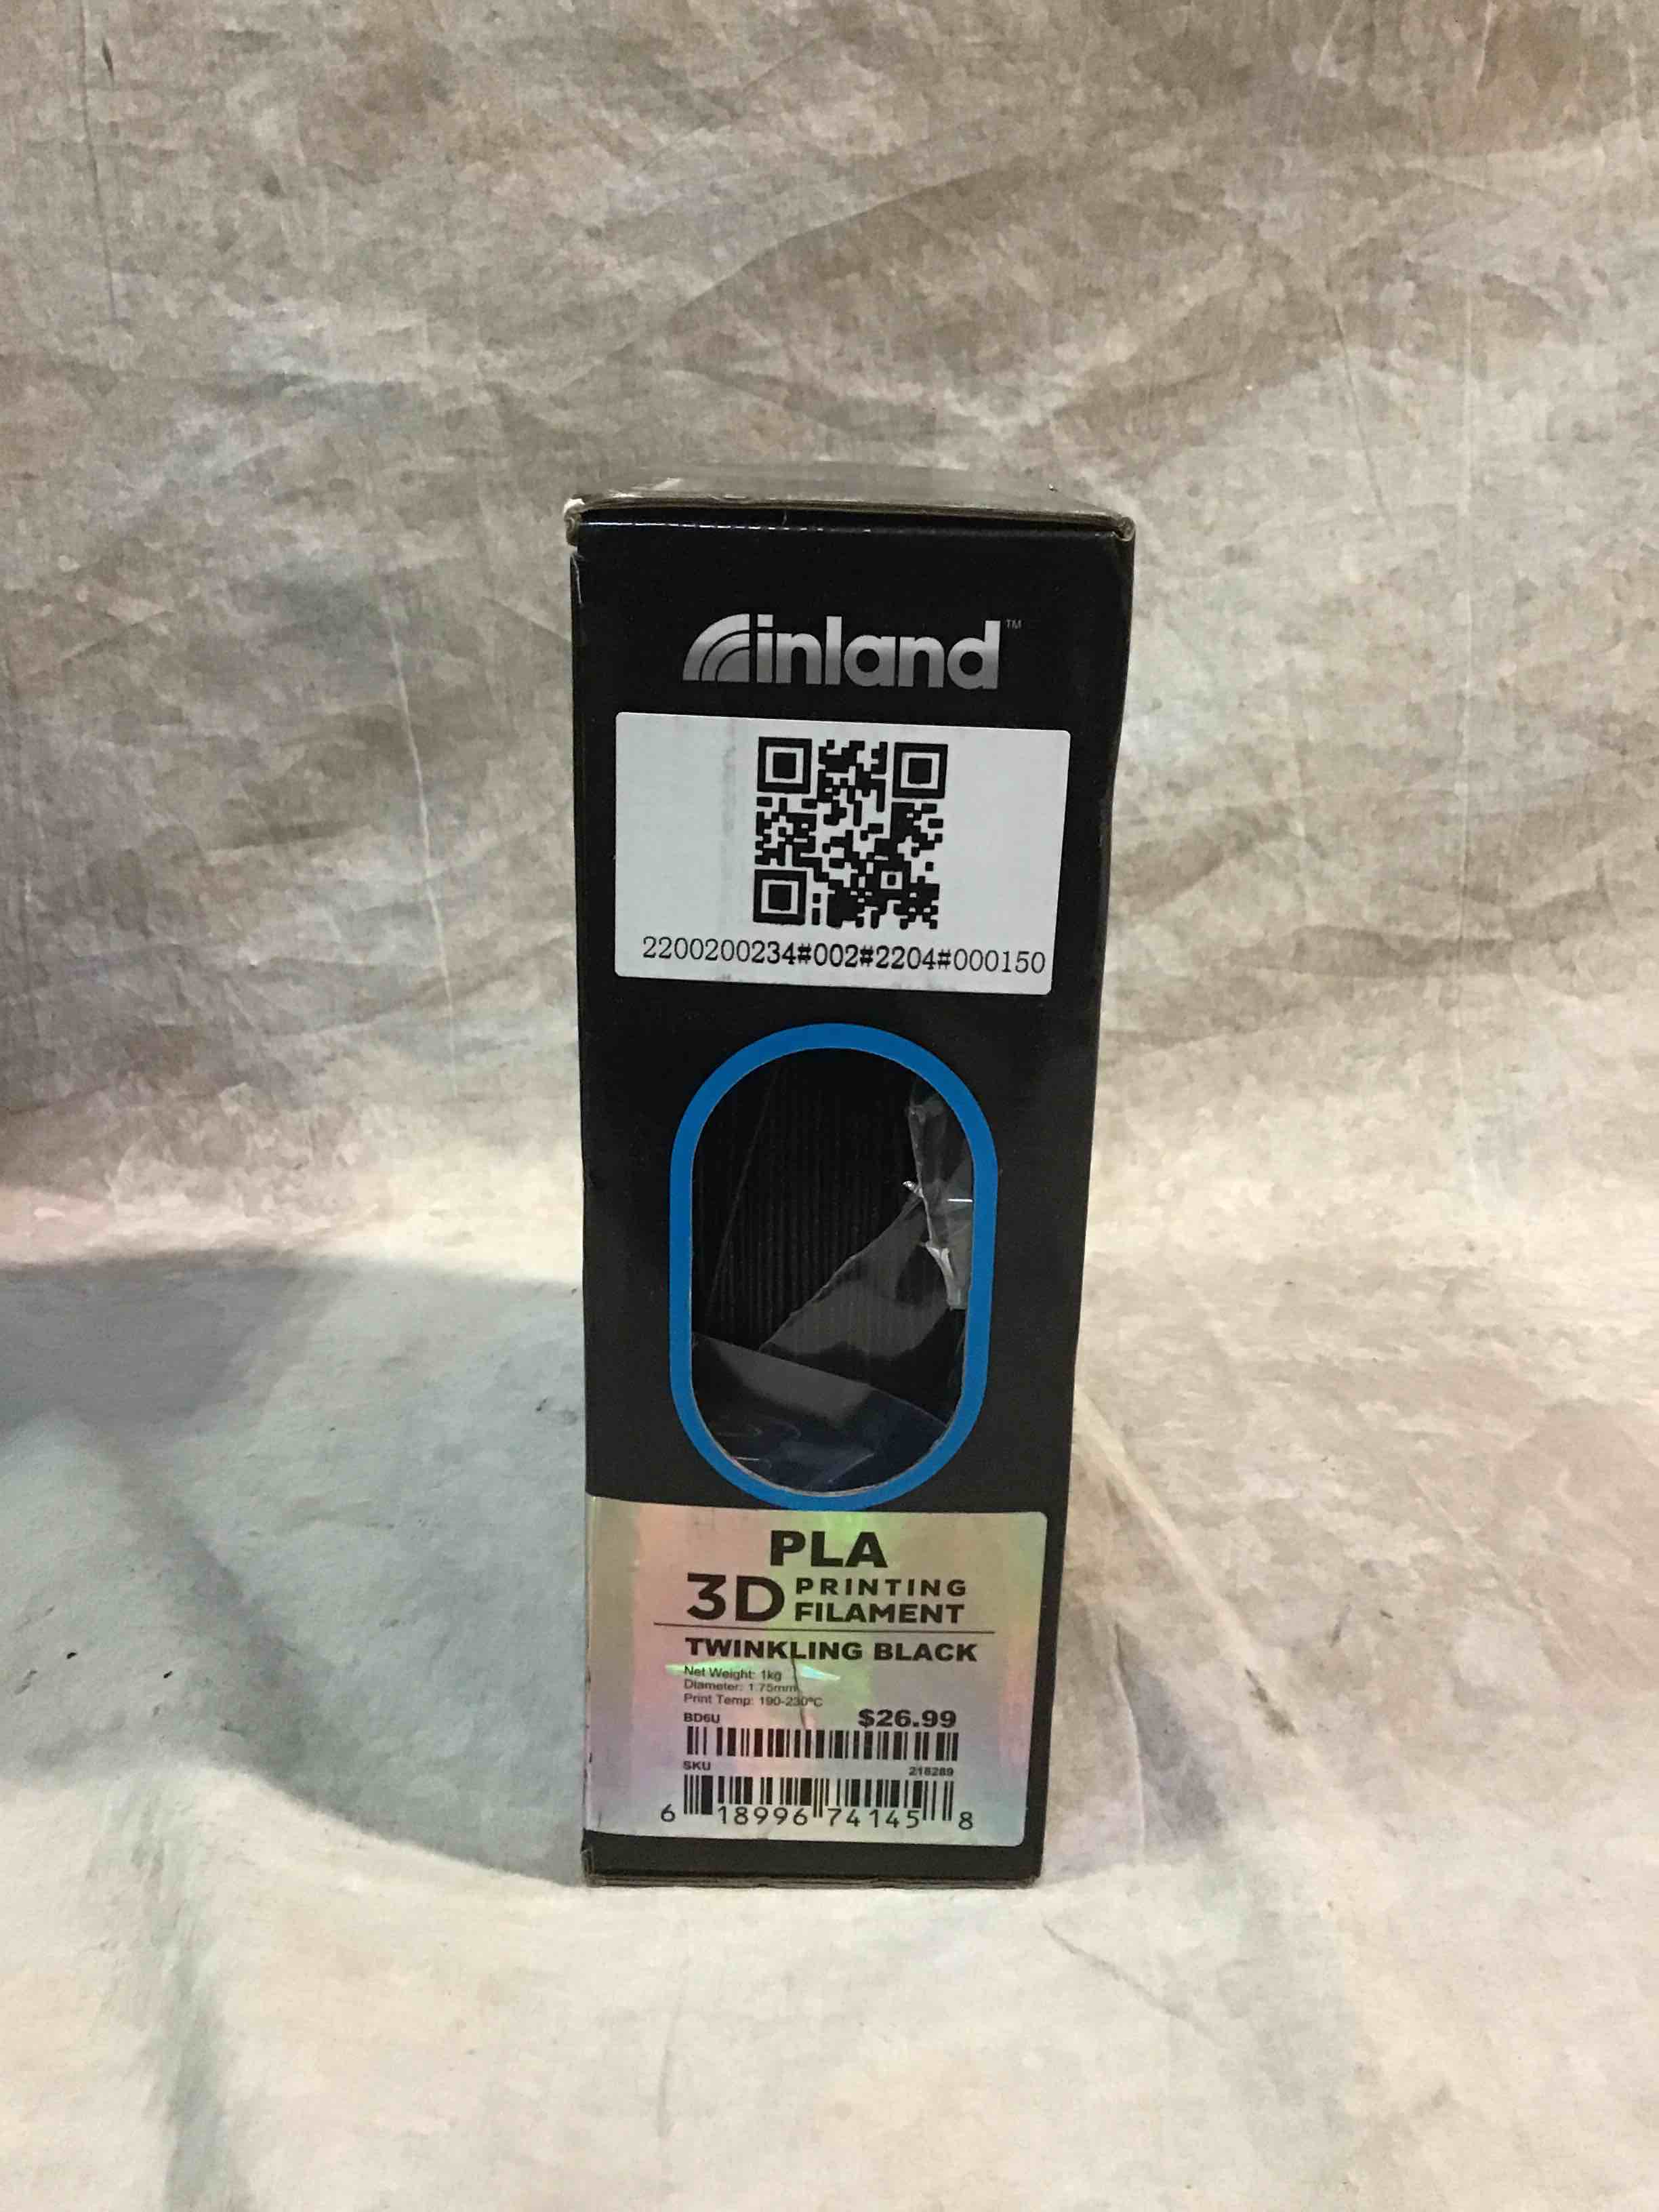 inland™
2200200234#002#2204#000150
PLA
3D PRINTING
FILAMENT
TWINKLING BLACK
Net Weight: 1kg
Diameter: 1.75mm
Print Temp: 190-230°C
BD6U $26.99
SKU 218289
6 18996 74145 8